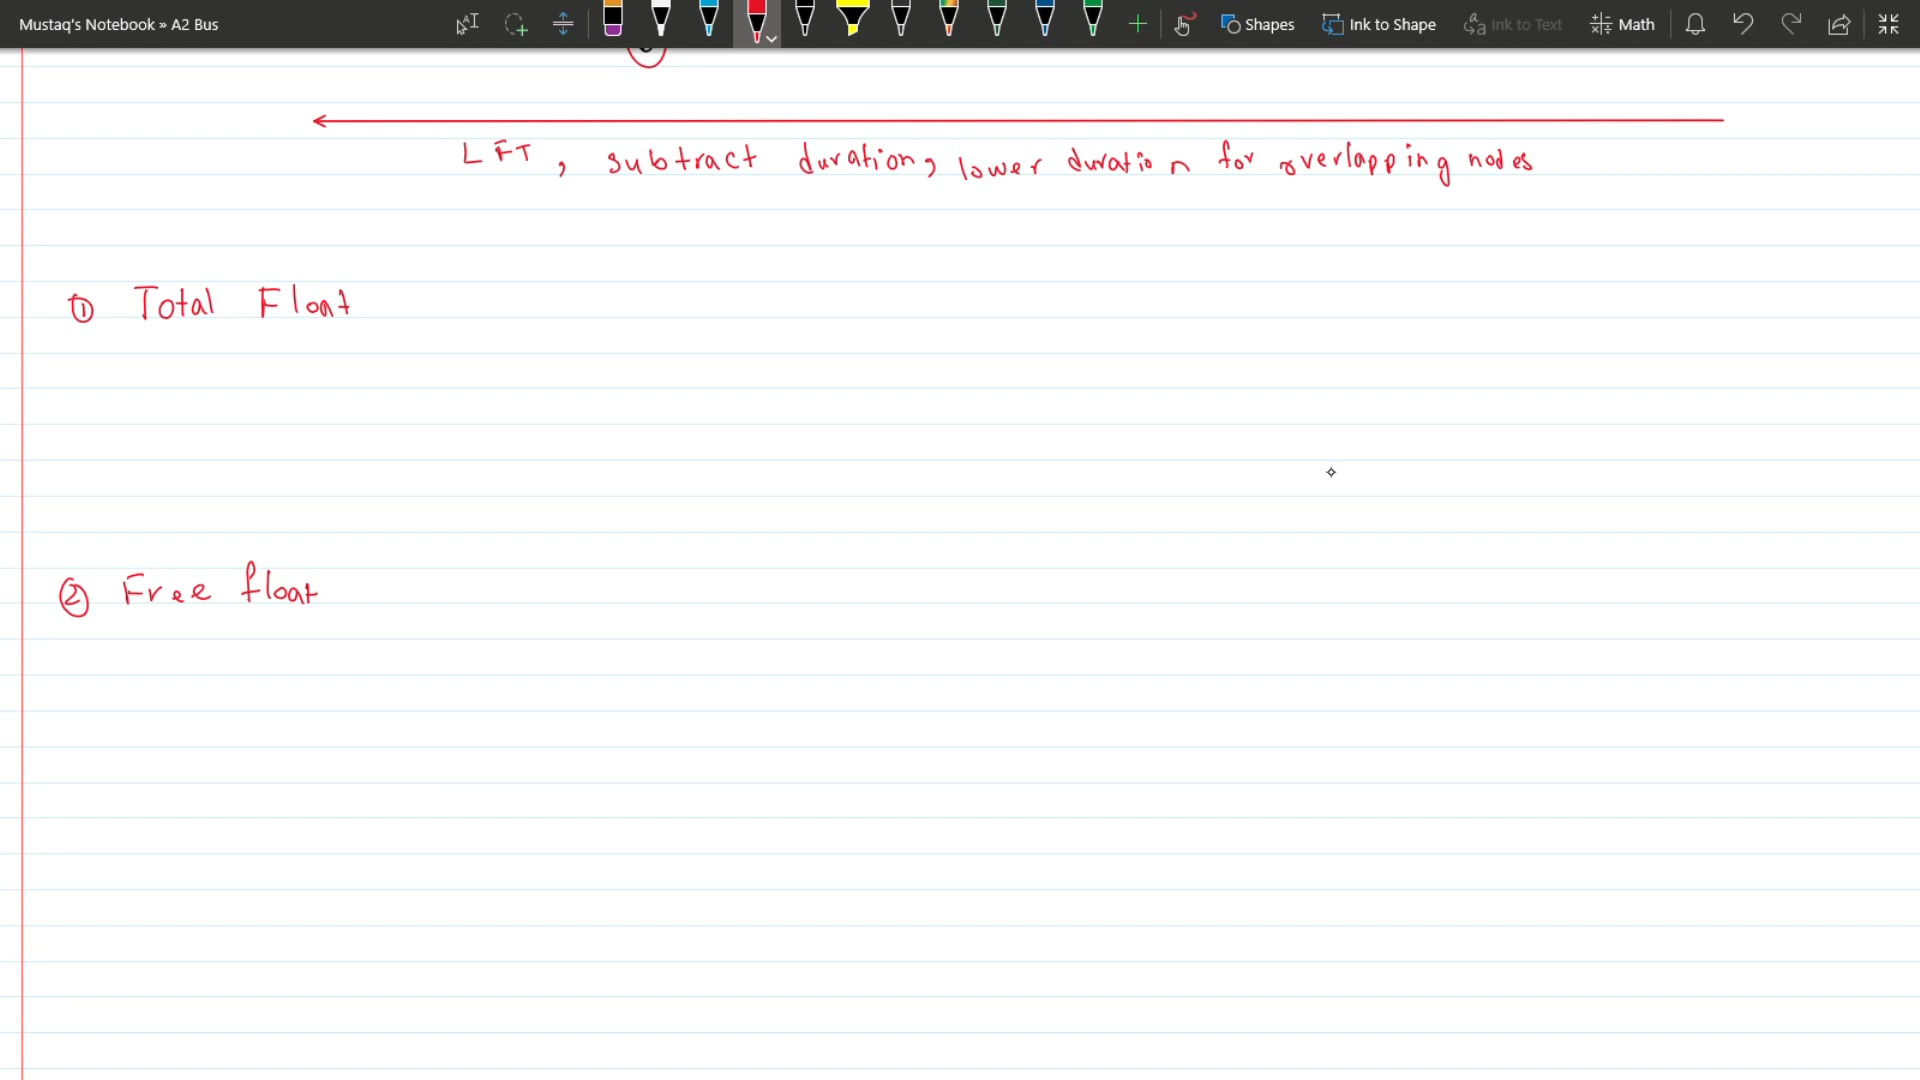 Mustaq's Notebook » A2 Bus
Shapes
Ink to Shape
Ink to Text
Math
LFT, subtract duration, lower duration for overlapping nodes
① Total Float
② Free float